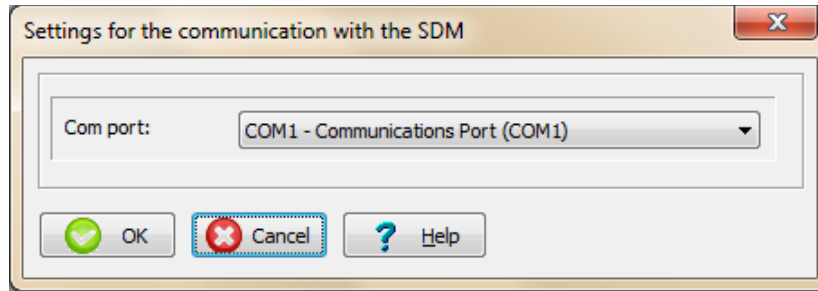 Settings for the communication with the SDM
Com port:
COM1 - Communications Port (COM1)
OK
Cancel
? Help